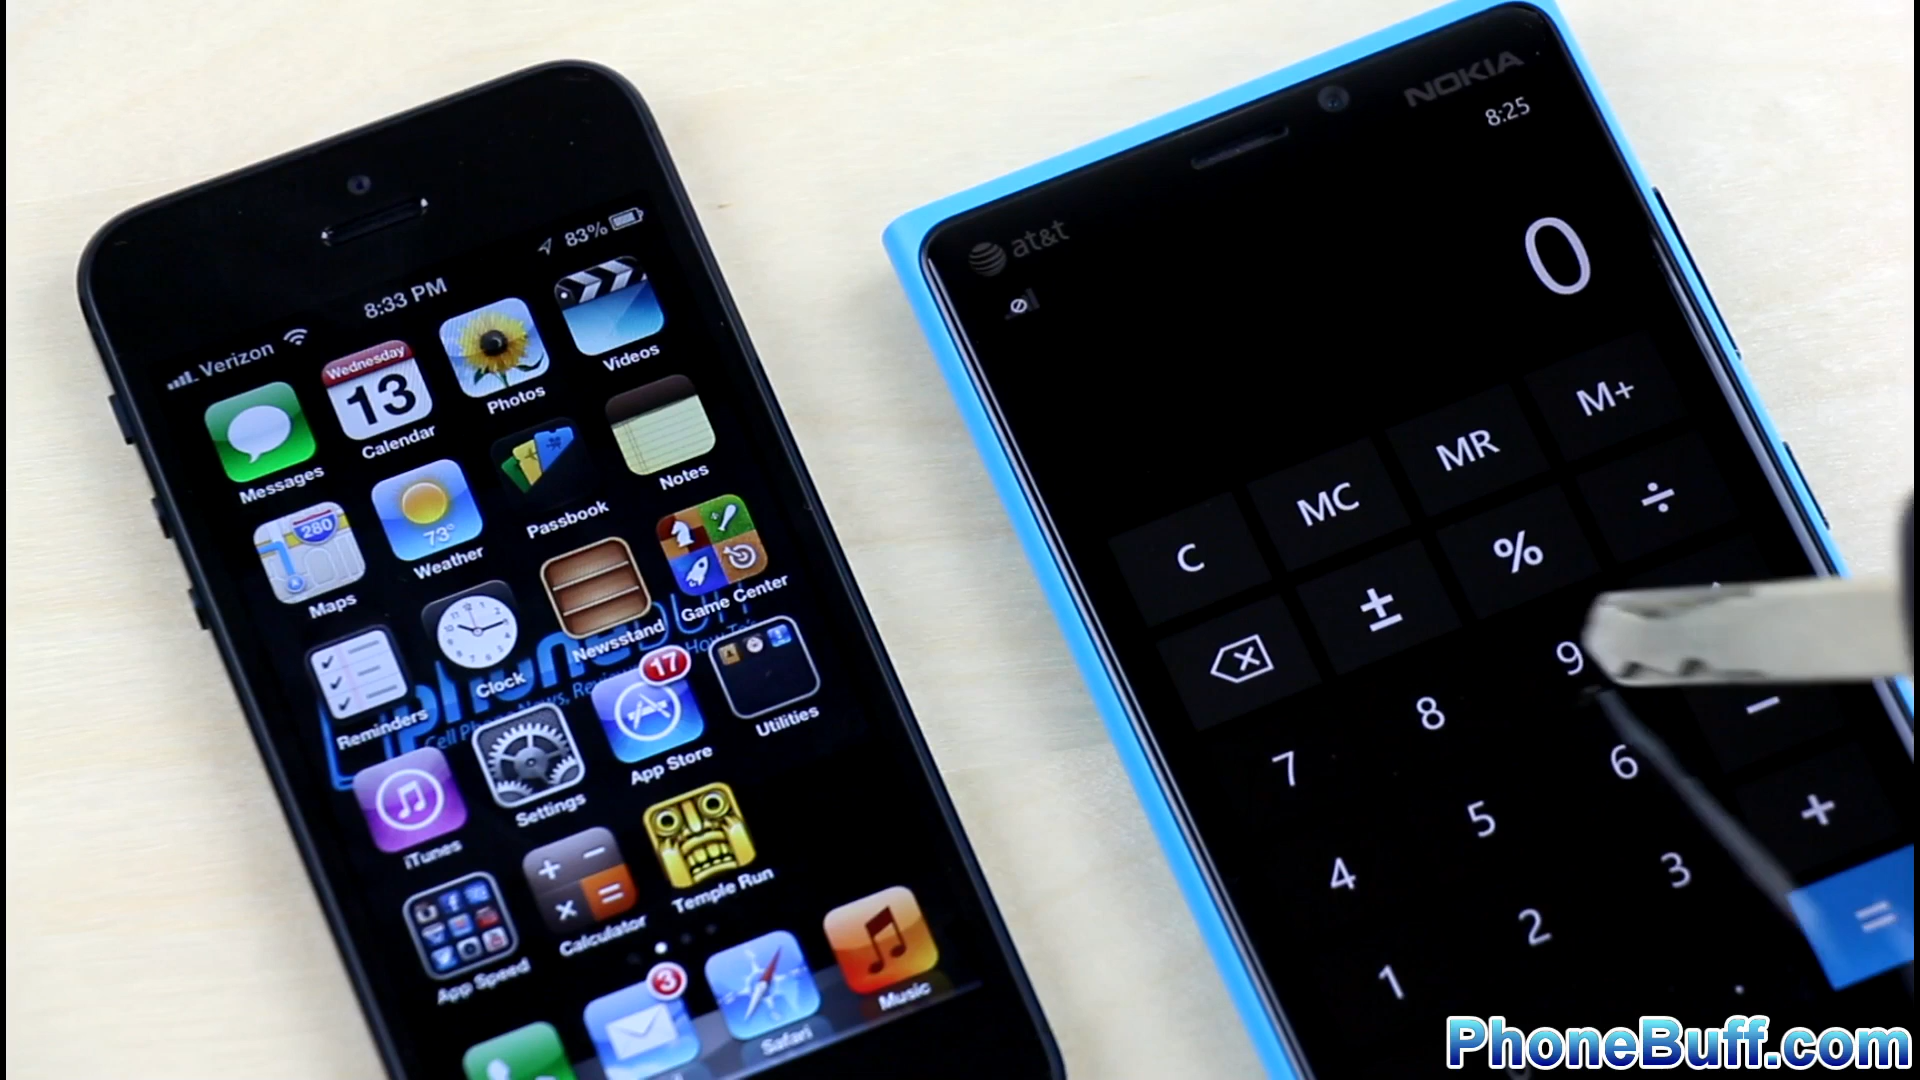 Verizon
8:33 PM
83%
Messages
Wednesday
13
Calendar
Photos
Videos
280
Maps
73°
Weather
Passbook
Notes
Reminders
Clock
Newsstand
Game Center
iTunes
Settings
17
App Store
Utilities
App Speed
Calculator
Temple Run
3
Safari
Music
NOKIA
at&t
8:25
0
C
MC
MR
M+
±
%
÷
7
8
9
−
4
5
6
+
1
2
3
=
.
PhoneBuff.com